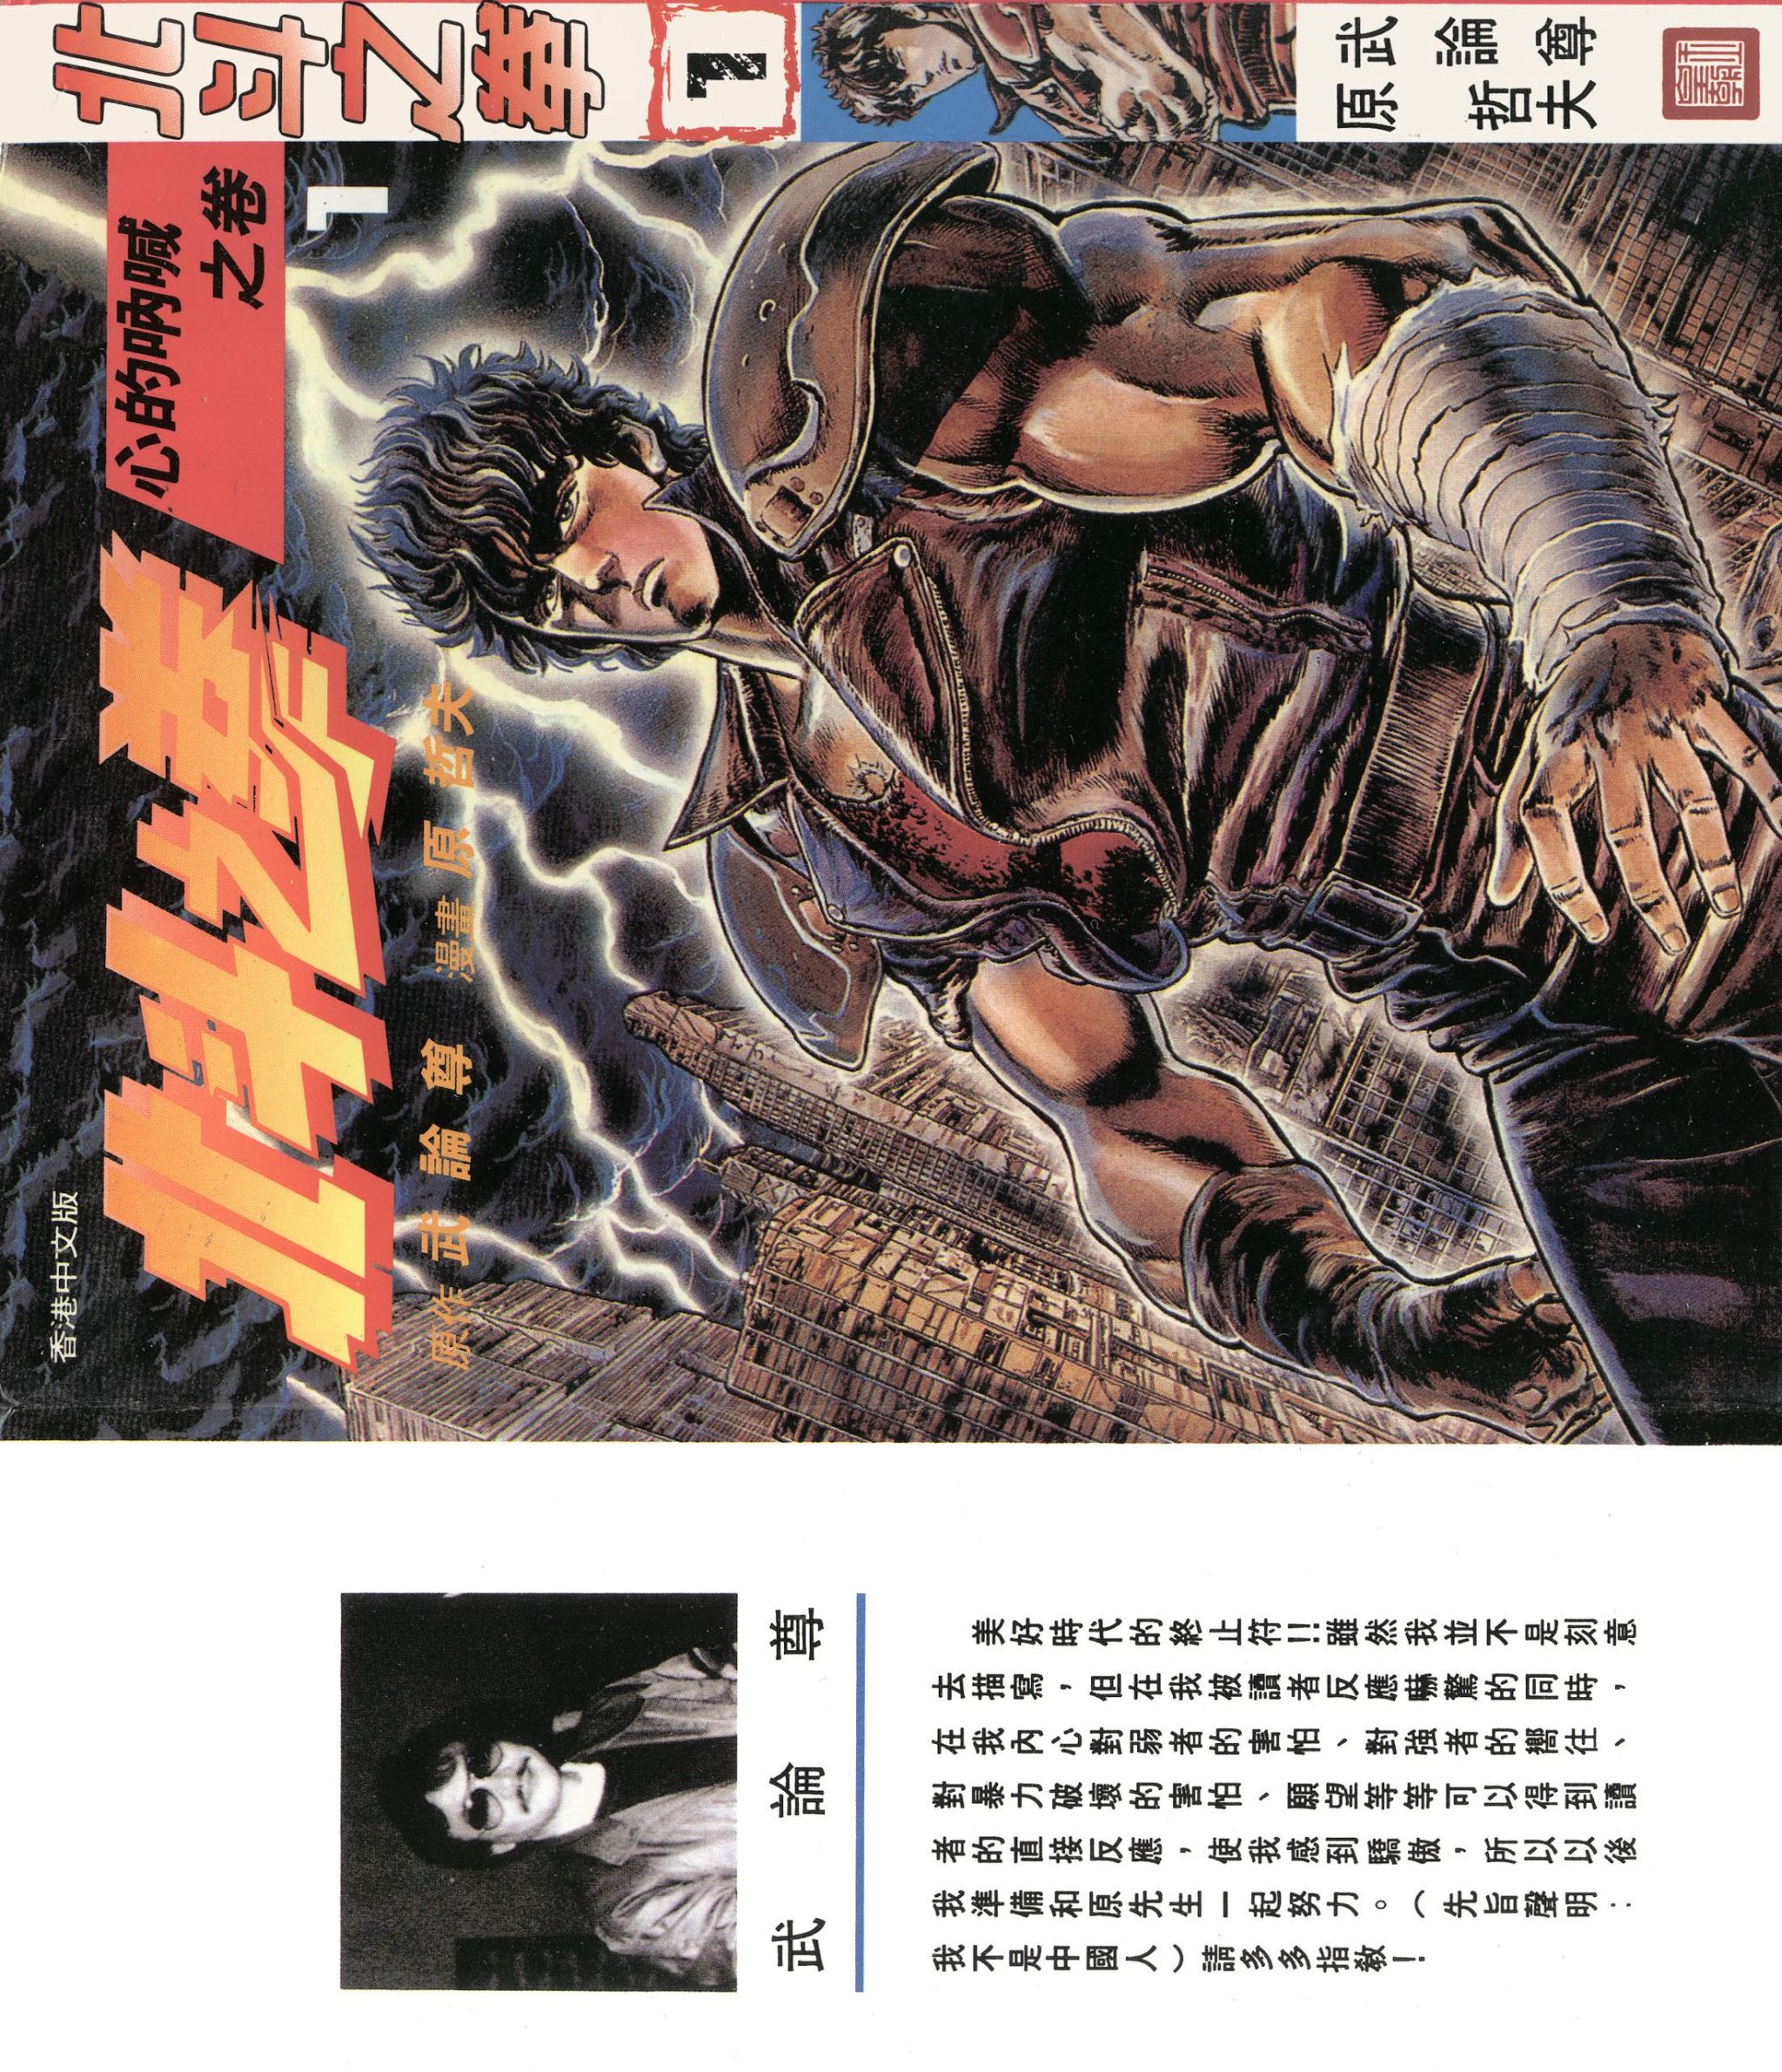 北斗之拳
1
武論尊
原哲夫
香港中文版
北斗之拳
心的吶喊
之卷
1
原作 武論尊 漫畫 原哲夫
武論尊
美好時代的終止符!!雖然我並不是刻意
去描寫，但在我被讀者反應嚇驚的同時，
在我內心對弱者的害怕、對強者的嚮往、
對暴力破壞的害怕、願望等等可以得到讀
者的直接反應，使我感到驕傲，所以以後
我準備和原先生一起努力。（先旨聲明：
我不是中國人）請多多指教！